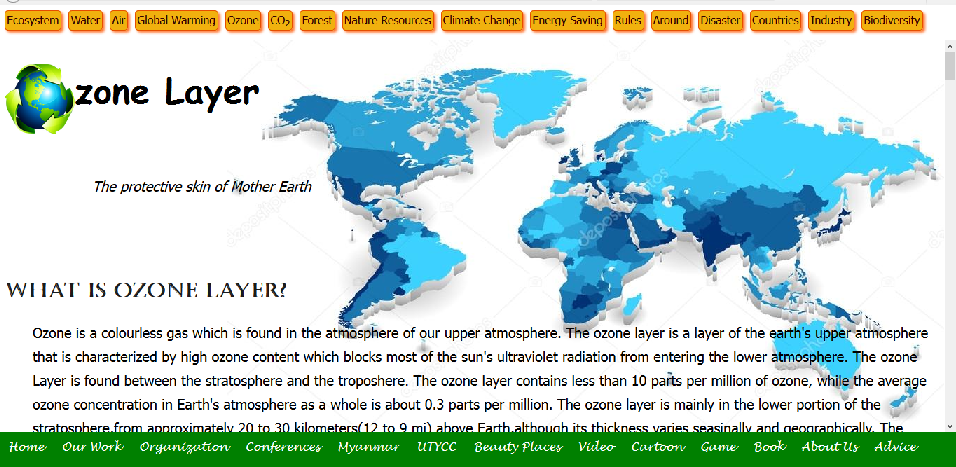 Ecosystem Water Air Global Warming Ozone CO2 Forest Nature Resources Climate Change Energy Saving Rules Around Disaster Countries Industry Biodiversity
zone Layer
The protective skin of Mother Earth
WHAT IS OZONE LAYER?
Ozone is a colourless gas which is found in the atmosphere of our upper atmosphere. The ozone layer is a layer of the earth's upper atmosphere
that is characterized by high ozone content which blocks most of the sun's ultraviolet radiation from entering the lower atmosphere. The ozone
Layer is found between the stratosphere and the troposhere. The ozone layer contains less than 10 parts per million of ozone, while the average
ozone concentration in Earth's atmosphere as a whole is about 0.3 parts per million. The ozone layer is mainly in the lower portion of the
stratosphere,from approximately 20 to 30 kilometers(12 to 9 mi) above Earth,although its thickness varies seasinally and geographically. The
Home Our Work Organization Conferences Myanmar UTYCC Beauty Places Video Cartoon Game Book About Us Advice
depositphotos
depositphotos